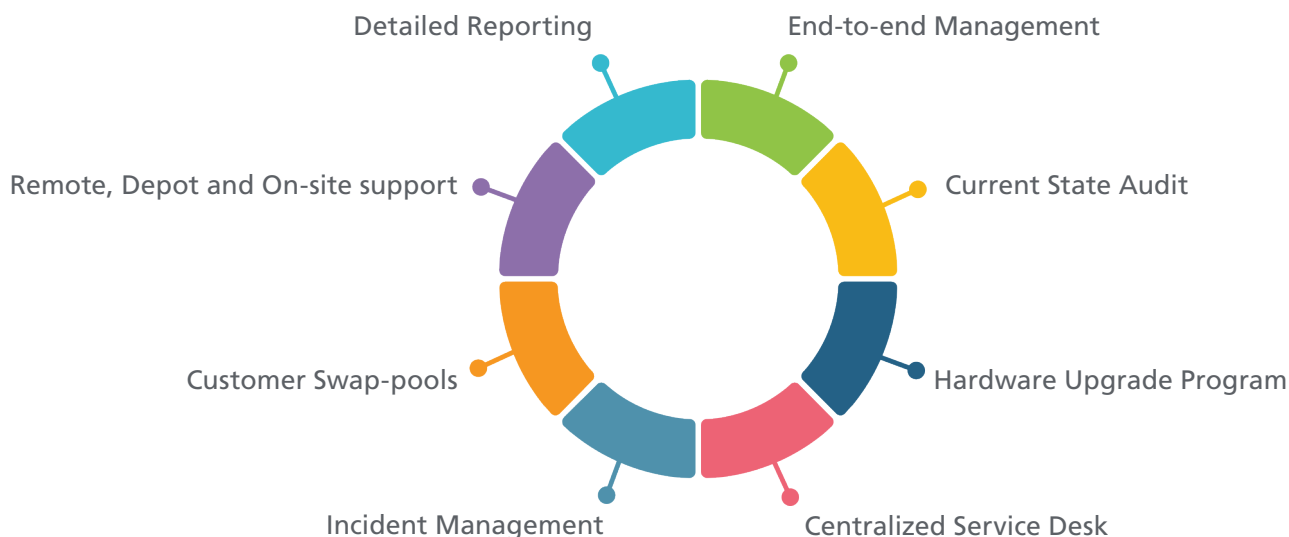 Detailed Reporting
End-to-end Management
Remote, Depot and On-site support
Current State Audit
Customer Swap-pools
Hardware Upgrade Program
Incident Management
Centralized Service Desk